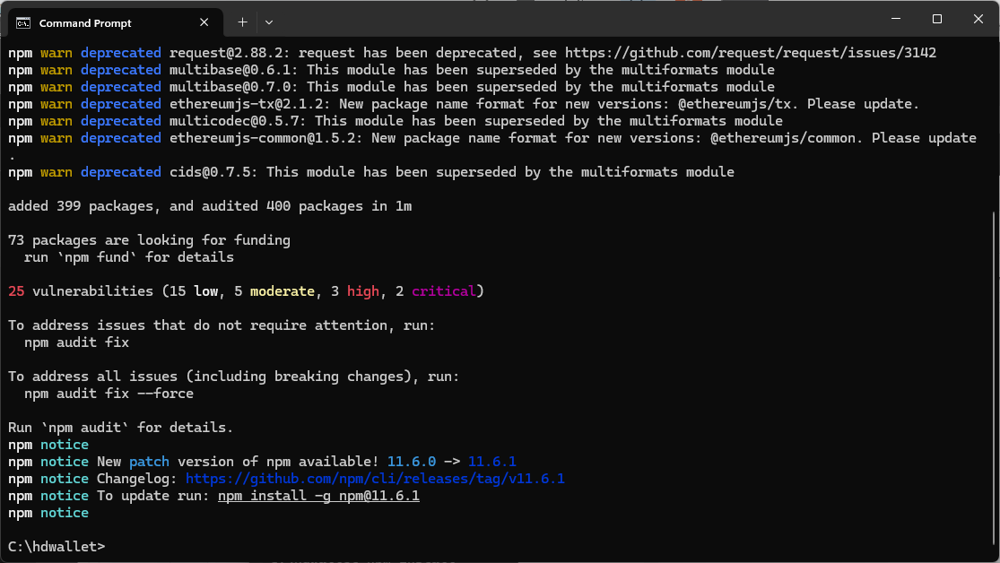 Command Prompt
npm warn deprecated request@2.88.2: request has been deprecated, see https://github.com/request/request/issues/3142
npm warn deprecated multibase@0.6.1: This module has been superseded by the multiformats module
npm warn deprecated multibase@0.7.0: This module has been superseded by the multiformats module
npm warn deprecated ethereumjs-tx@2.1.2: New package name format for new versions: @ethereumjs/tx. Please update.
npm warn deprecated multicodec@0.5.7: This module has been superseded by the multiformats module
npm warn deprecated ethereumjs-common@1.5.2: New package name format for new versions: @ethereumjs/common. Please update
.
npm warn deprecated cids@0.7.5: This module has been superseded by the multiformats module
added 399 packages, and audited 400 packages in 1m
73 packages are looking for funding
  run `npm fund` for details
25 vulnerabilities (15 low, 5 moderate, 3 high, 2 critical)
To address issues that do not require attention, run:
  npm audit fix
To address all issues (including breaking changes), run:
  npm audit fix --force
Run `npm audit` for details.
npm notice
npm notice New patch version of npm available! 11.6.0 -> 11.6.1
npm notice Changelog: https://github.com/npm/cli/releases/tag/v11.6.1
npm notice To update run: npm install -g npm@11.6.1
npm notice
C:\hdwallet>